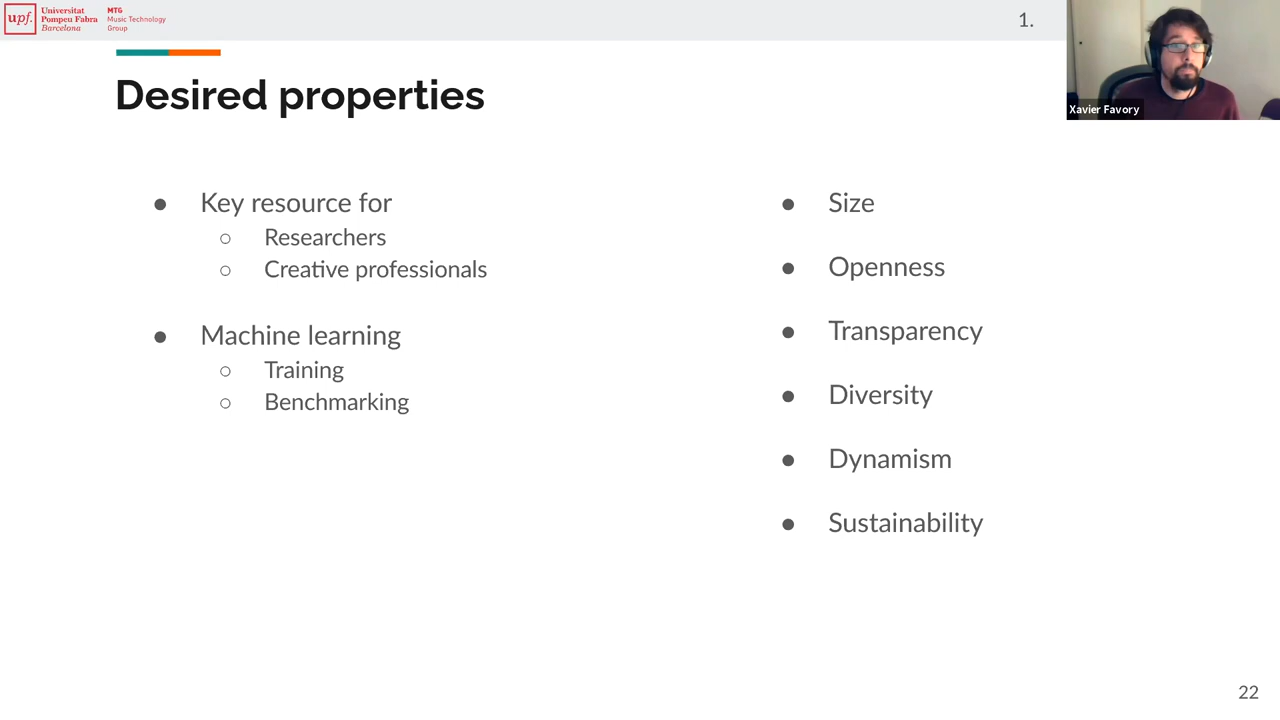 upf.
Universitat
Pompeu Fabra
Barcelona
MTG
Music Technology
Group
1.
Xavier Favory
Desired properties
● Key resource for
○ Researchers
○ Creative professionals
● Machine learning
○ Training
○ Benchmarking
● Size
● Openness
● Transparency
● Diversity
● Dynamism
● Sustainability
22